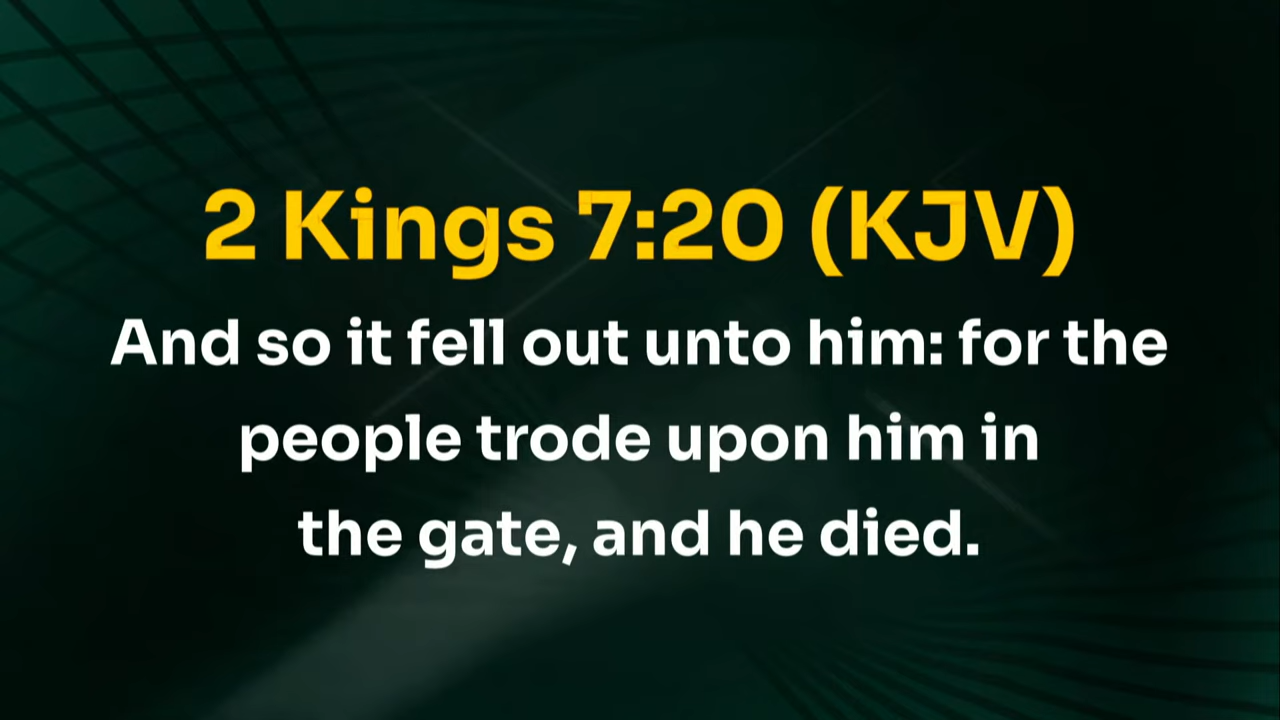 2 Kings 7:20 (KJV)
And so it fell out unto him: for the
people trode upon him in
the gate, and he died.